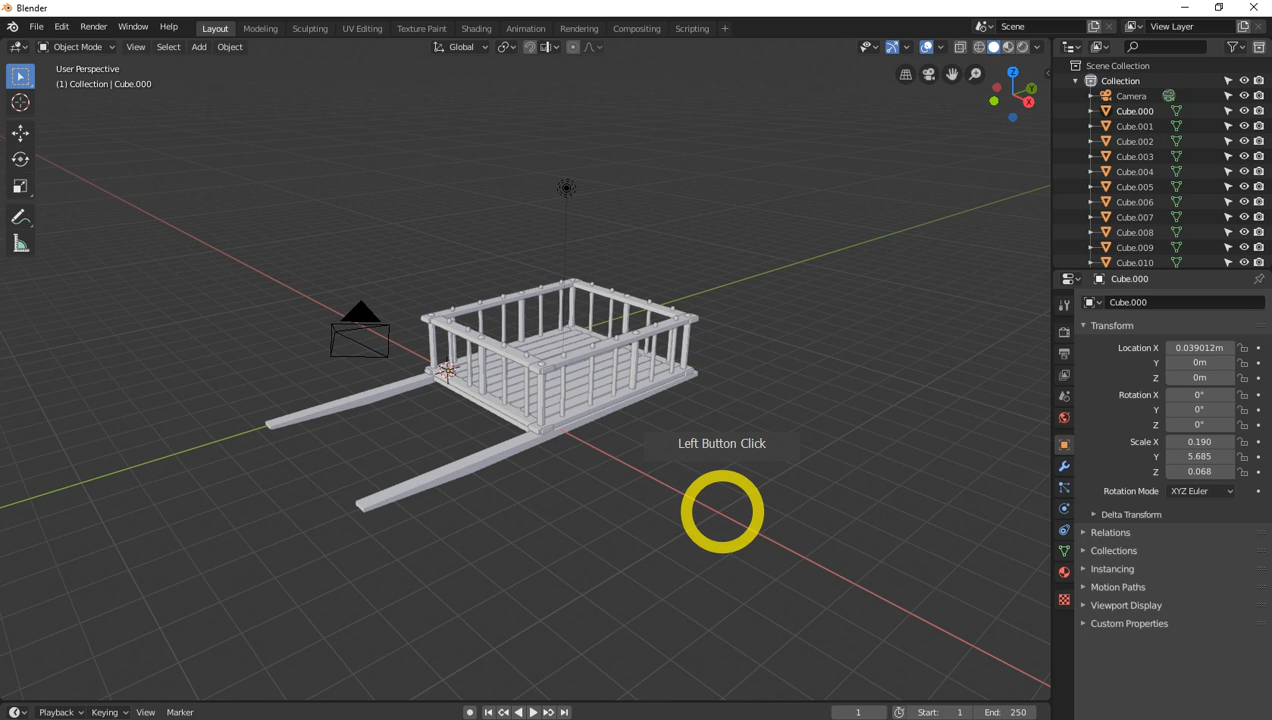 Blender
File Edit Render Window Help Layout Modeling Sculpting UV Editing Texture Paint Shading Animation Rendering Compositing Scripting + Scene View Layer
Object Mode View Select Add Object Global
User Perspective
(1) Collection | Cube.000
Z
Y
X
Scene Collection
Collection
Camera
Cube.000
Cube.001
Cube.002
Cube.003
Cube.004
Cube.005
Cube.006
Cube.007
Cube.008
Cube.009
Cube.010
Cube.000
Cube.000
Transform
Location X 0.039012m
Y 0m
Z 0m
Rotation X 0°
Y 0°
Z 0°
Scale X 0.190
Y 5.685
Z 0.068
Rotation Mode XYZ Euler
Delta Transform
Relations
Collections
Instancing
Motion Paths
Viewport Display
Custom Properties
Left Button Click
Playback Keying View Marker 1 Start: 1 End: 250